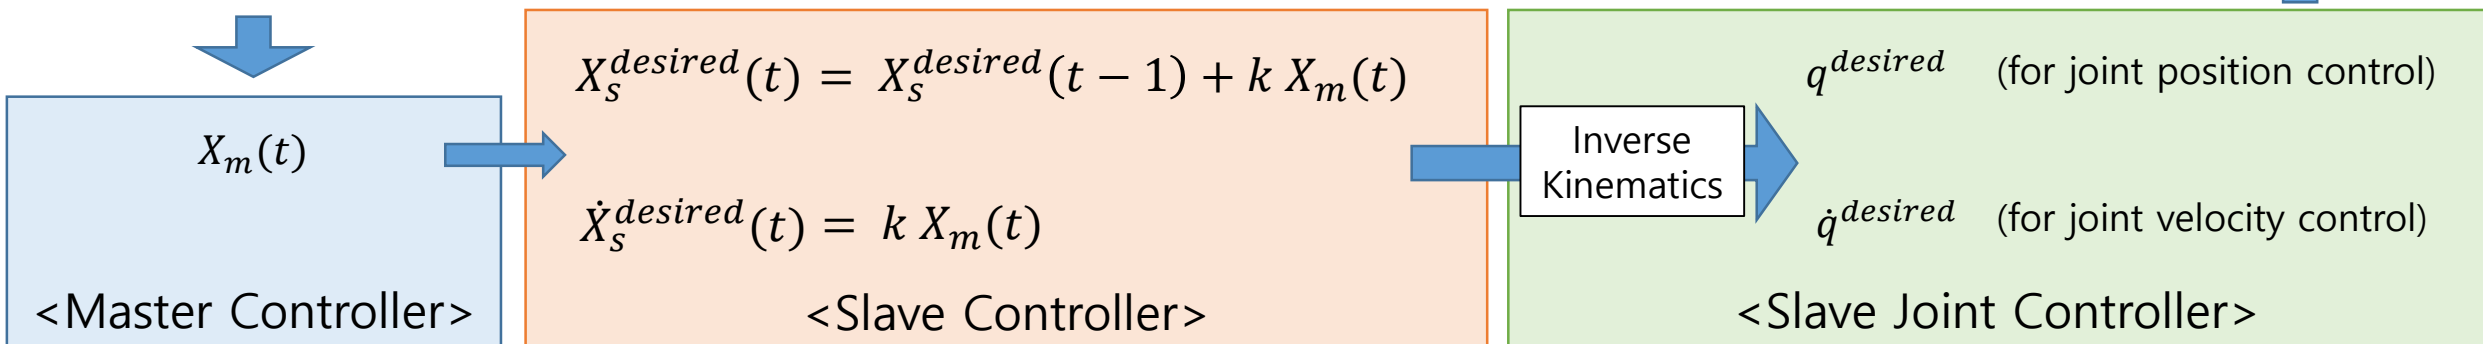 X_m(t)
<Master Controller>
X_s^{desired}(t) = X_s^{desired}(t − 1) + k X_m(t)
Ẋ_s^{desired}(t) = k X_m(t)
<Slave Controller>
Inverse
Kinematics
q^{desired} (for joint position control)
q̇^{desired} (for joint velocity control)
<Slave Joint Controller>